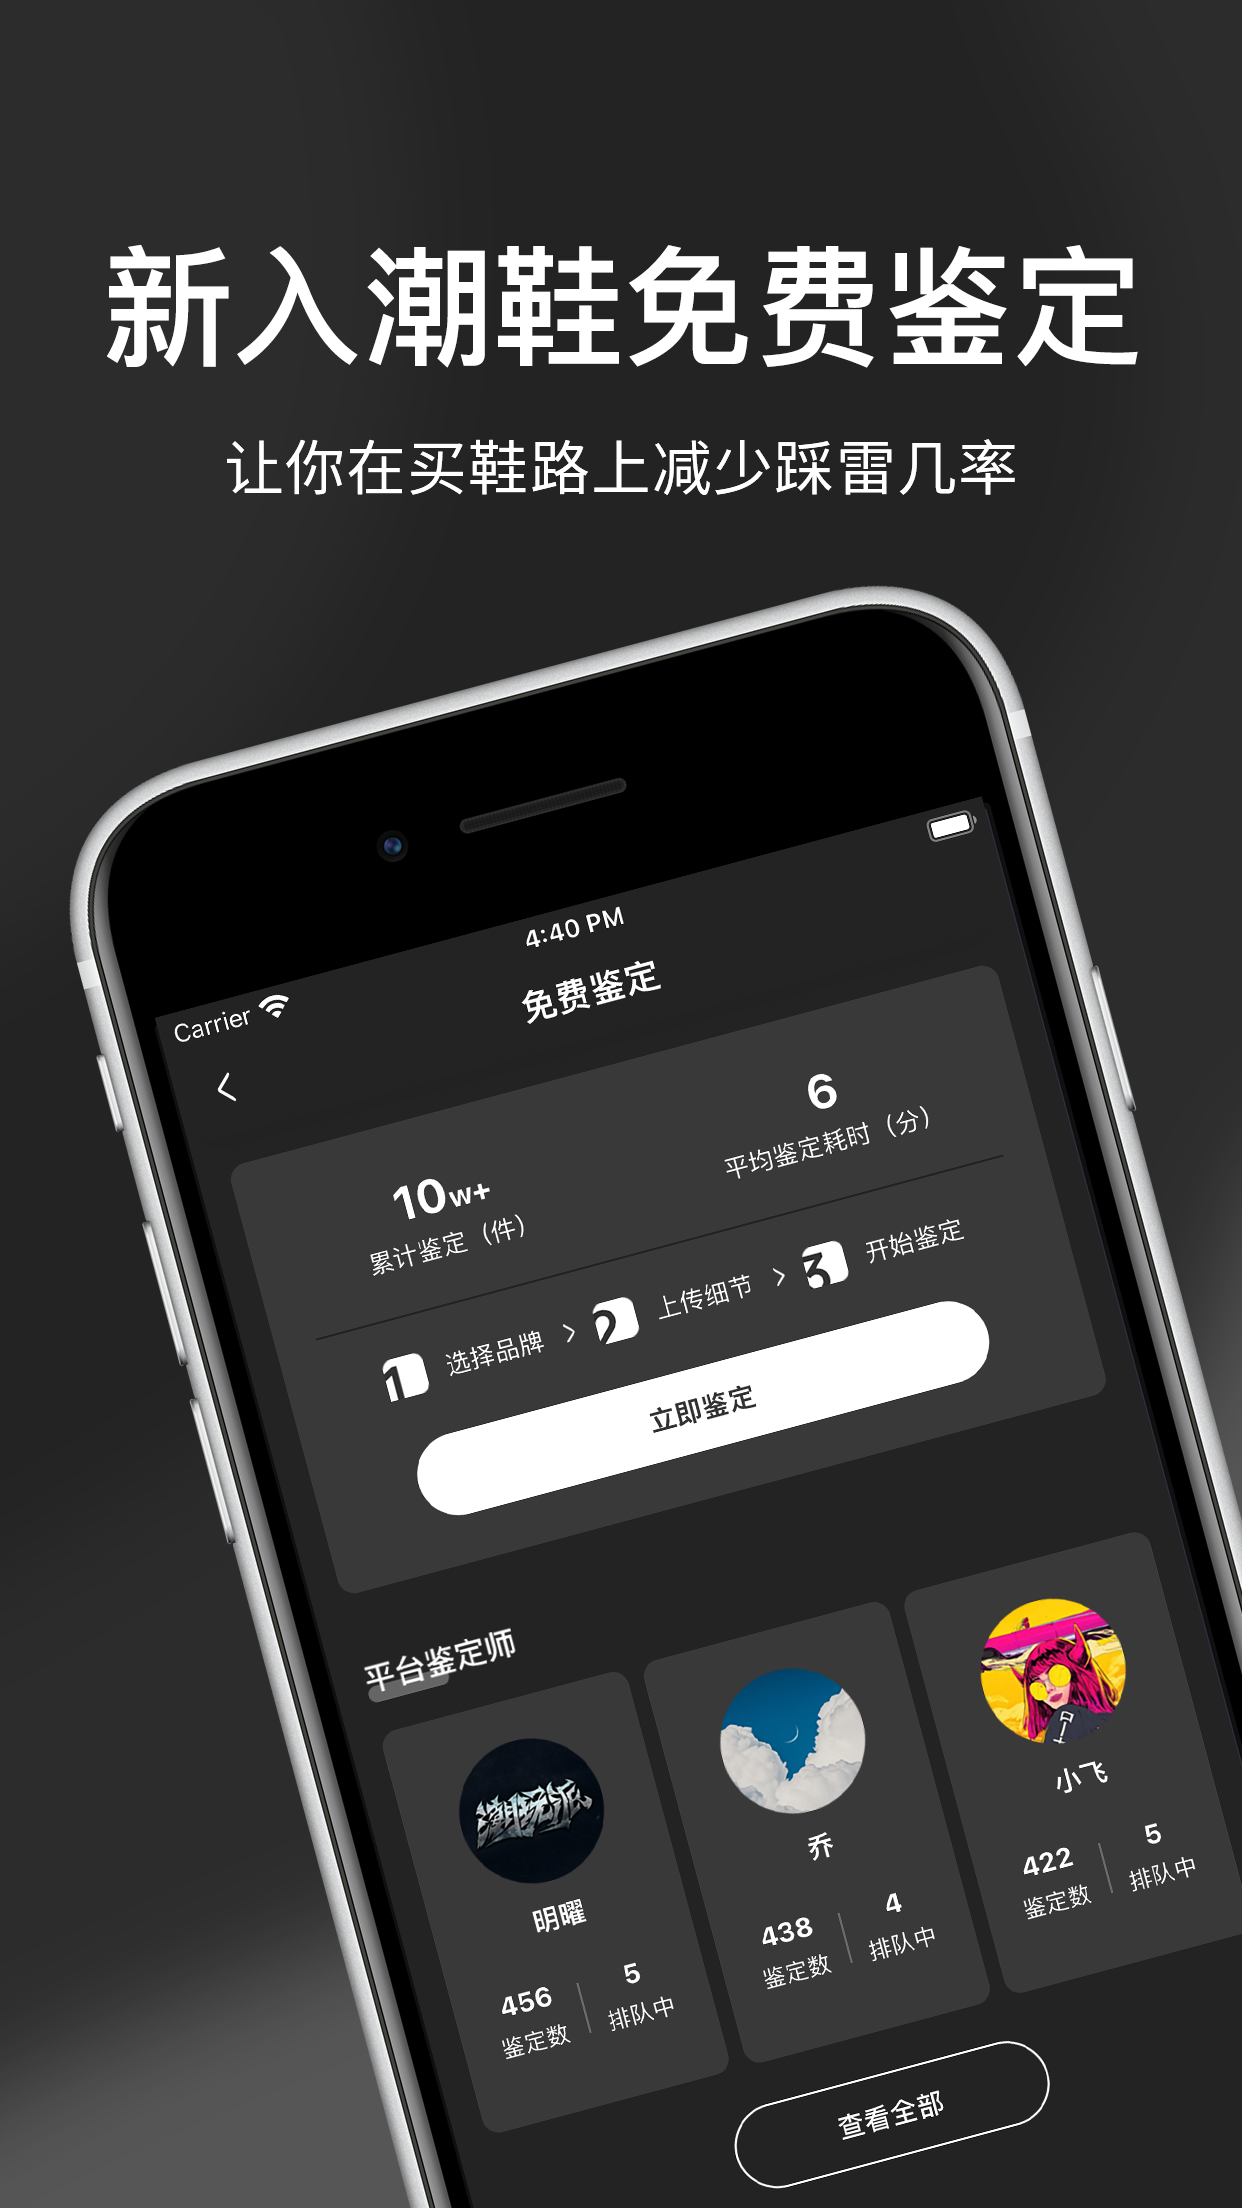 新入潮鞋免费鉴定
让你在买鞋路上减少踩雷几率
Carrier
4:40 PM
免费鉴定
10w+
累计鉴定（件）
6
平均鉴定耗时（分）
1 选择品牌 > 2 上传细节 > 3 开始鉴定
立即鉴定
平台鉴定师
潮玩派
明曜
456
鉴定数
5
排队中
乔
438
鉴定数
4
排队中
小飞
422
鉴定数
5
排队中
查看全部